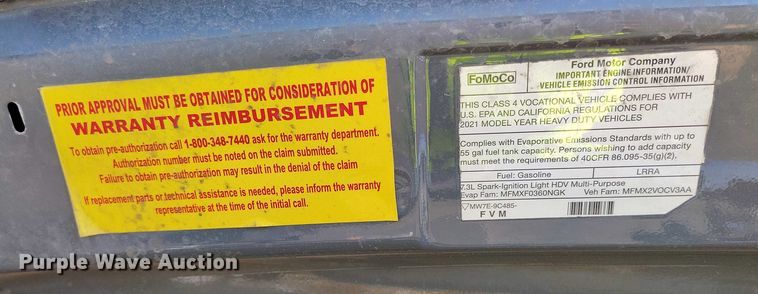 PRIOR APPROVAL MUST BE OBTAINED FOR CONSIDERATION OF
WARRANTY REIMBURSEMENT
To obtain pre-authorization call 1-800-348-7440 ask for the warranty department.
Authorization number must be noted on the claim submitted.
Failure to obtain pre-authorization may result in the denial of the claim
If replacement parts or technical assistance is needed, please inform the warranty
representative at the time of the initial call.
FoMoCo
Ford Motor Company
IMPORTANT ENGINE INFORMATION/
VEHICLE EMISSION CONTROL INFORMATION
THIS CLASS 4 VOCATIONAL VEHICLE COMPLIES WITH
U.S. EPA AND CALIFORNIA REGULATIONS FOR
2021 MODEL YEAR HEAVY DUTY VEHICLES
Complies with Evaporative Emissions Standards with up to
55 gal fuel tank capacity. Persons wishing to add capacity
must meet the requirements of 40CFR 86.095-35(g)(2).
Fuel: Gasoline LRRA
7.3L Spark-Ignition Light HDV Multi-Purpose
Evap Fam: MFMXF0360NGK Veh Fam: MFMX2VOCV3AA
MW7E-9C485-
F V M
Purple Wave Auction